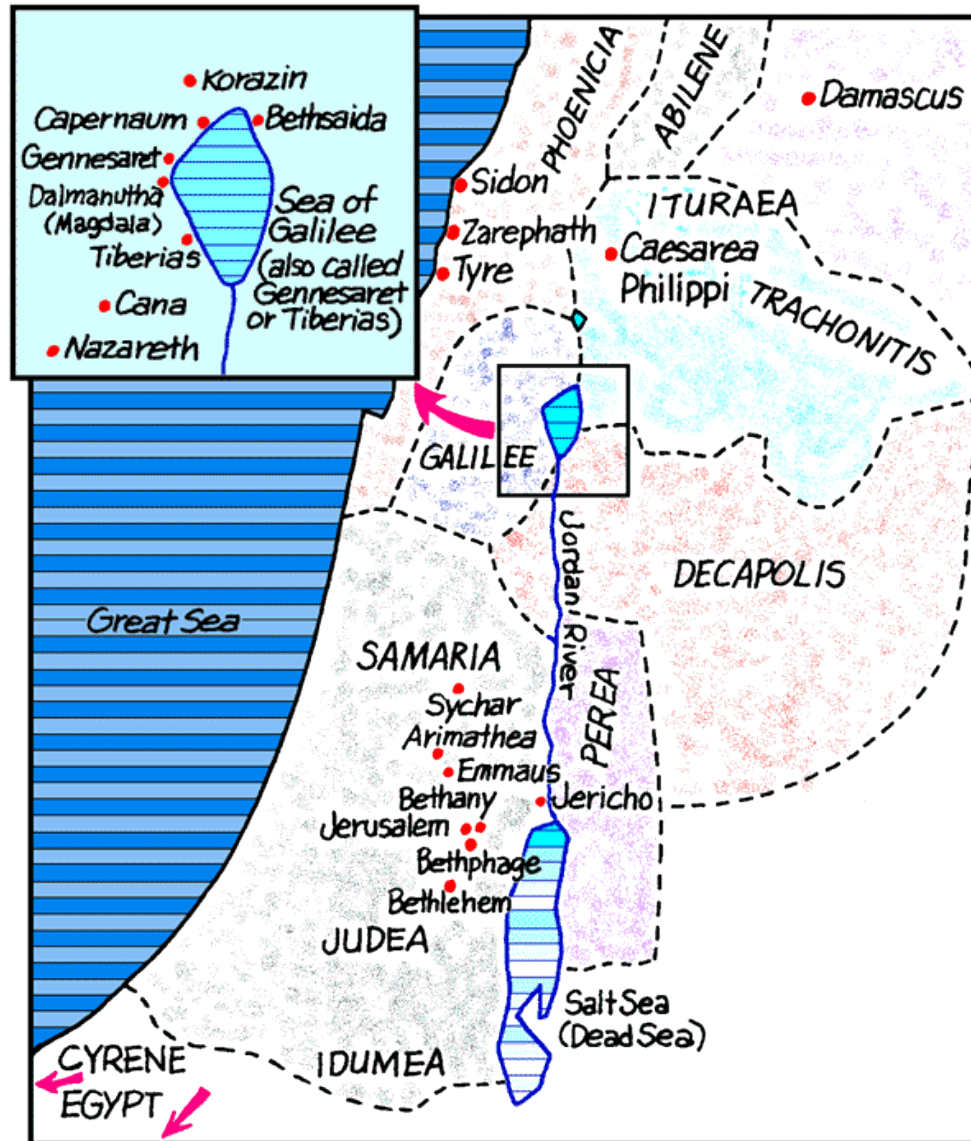 Korazin
Capernaum
Bethsaida
Gennesaret
Dalmanutha
(Magdala)
Tiberias
Sea of
Galilee
(also called
Gennesaret
or Tiberias)
Cana
Nazareth
PHOENICIA
ABILENE
Damascus
Sidon
Zarephath
Tyre
ITURAEA
Caesarea
Philippi
TRACHONITIS
GALILEE
Jordan River
DECAPOLIS
Great Sea
SAMARIA
Sychar
Arimathea
Emmaus
Bethany
Jericho
Jerusalem
Bethphage
Bethlehem
PEREA
JUDEA
Salt Sea
(Dead Sea)
IDUMEA
CYRENE
EGYPT